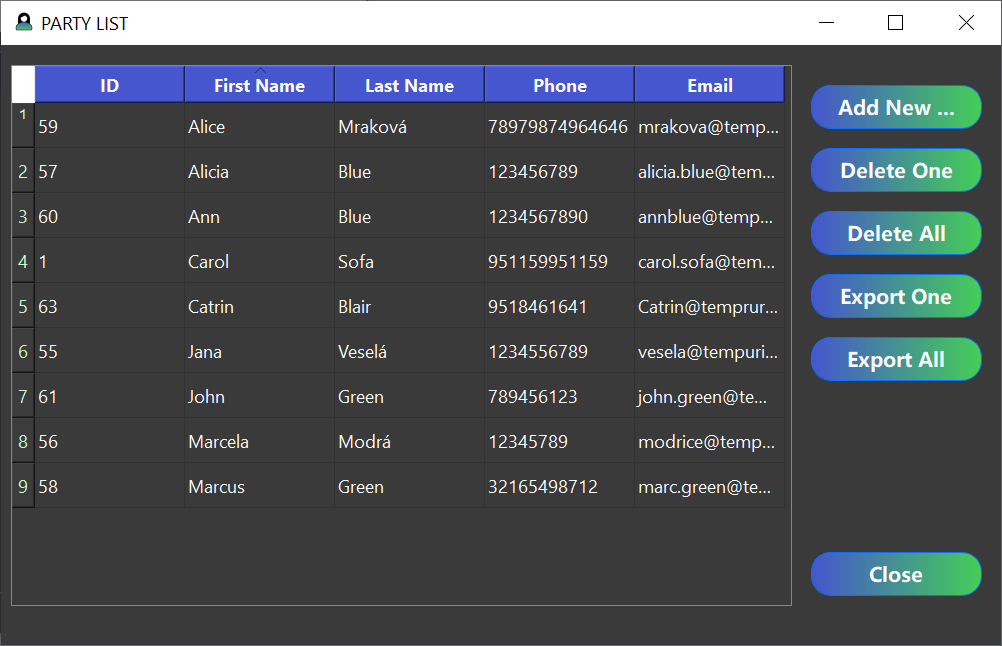 PARTY LIST
ID First Name Last Name Phone Email
1 59 Alice Mraková 78979874964646 mrakova@temp...
2 57 Alicia Blue 123456789 alicia.blue@tem...
3 60 Ann Blue 1234567890 annblue@temp...
4 1 Carol Sofa 951159951159 carol.sofa@tem...
5 63 Catrin Blair 9518461641 Catrin@temprur...
6 55 Jana Veselá 1234556789 vesela@tempuri...
7 61 John Green 789456123 john.green@te...
8 56 Marcela Modrá 12345789 modrice@temp...
9 58 Marcus Green 32165498712 marc.green@te...
Add New ...
Delete One
Delete All
Export One
Export All
Close